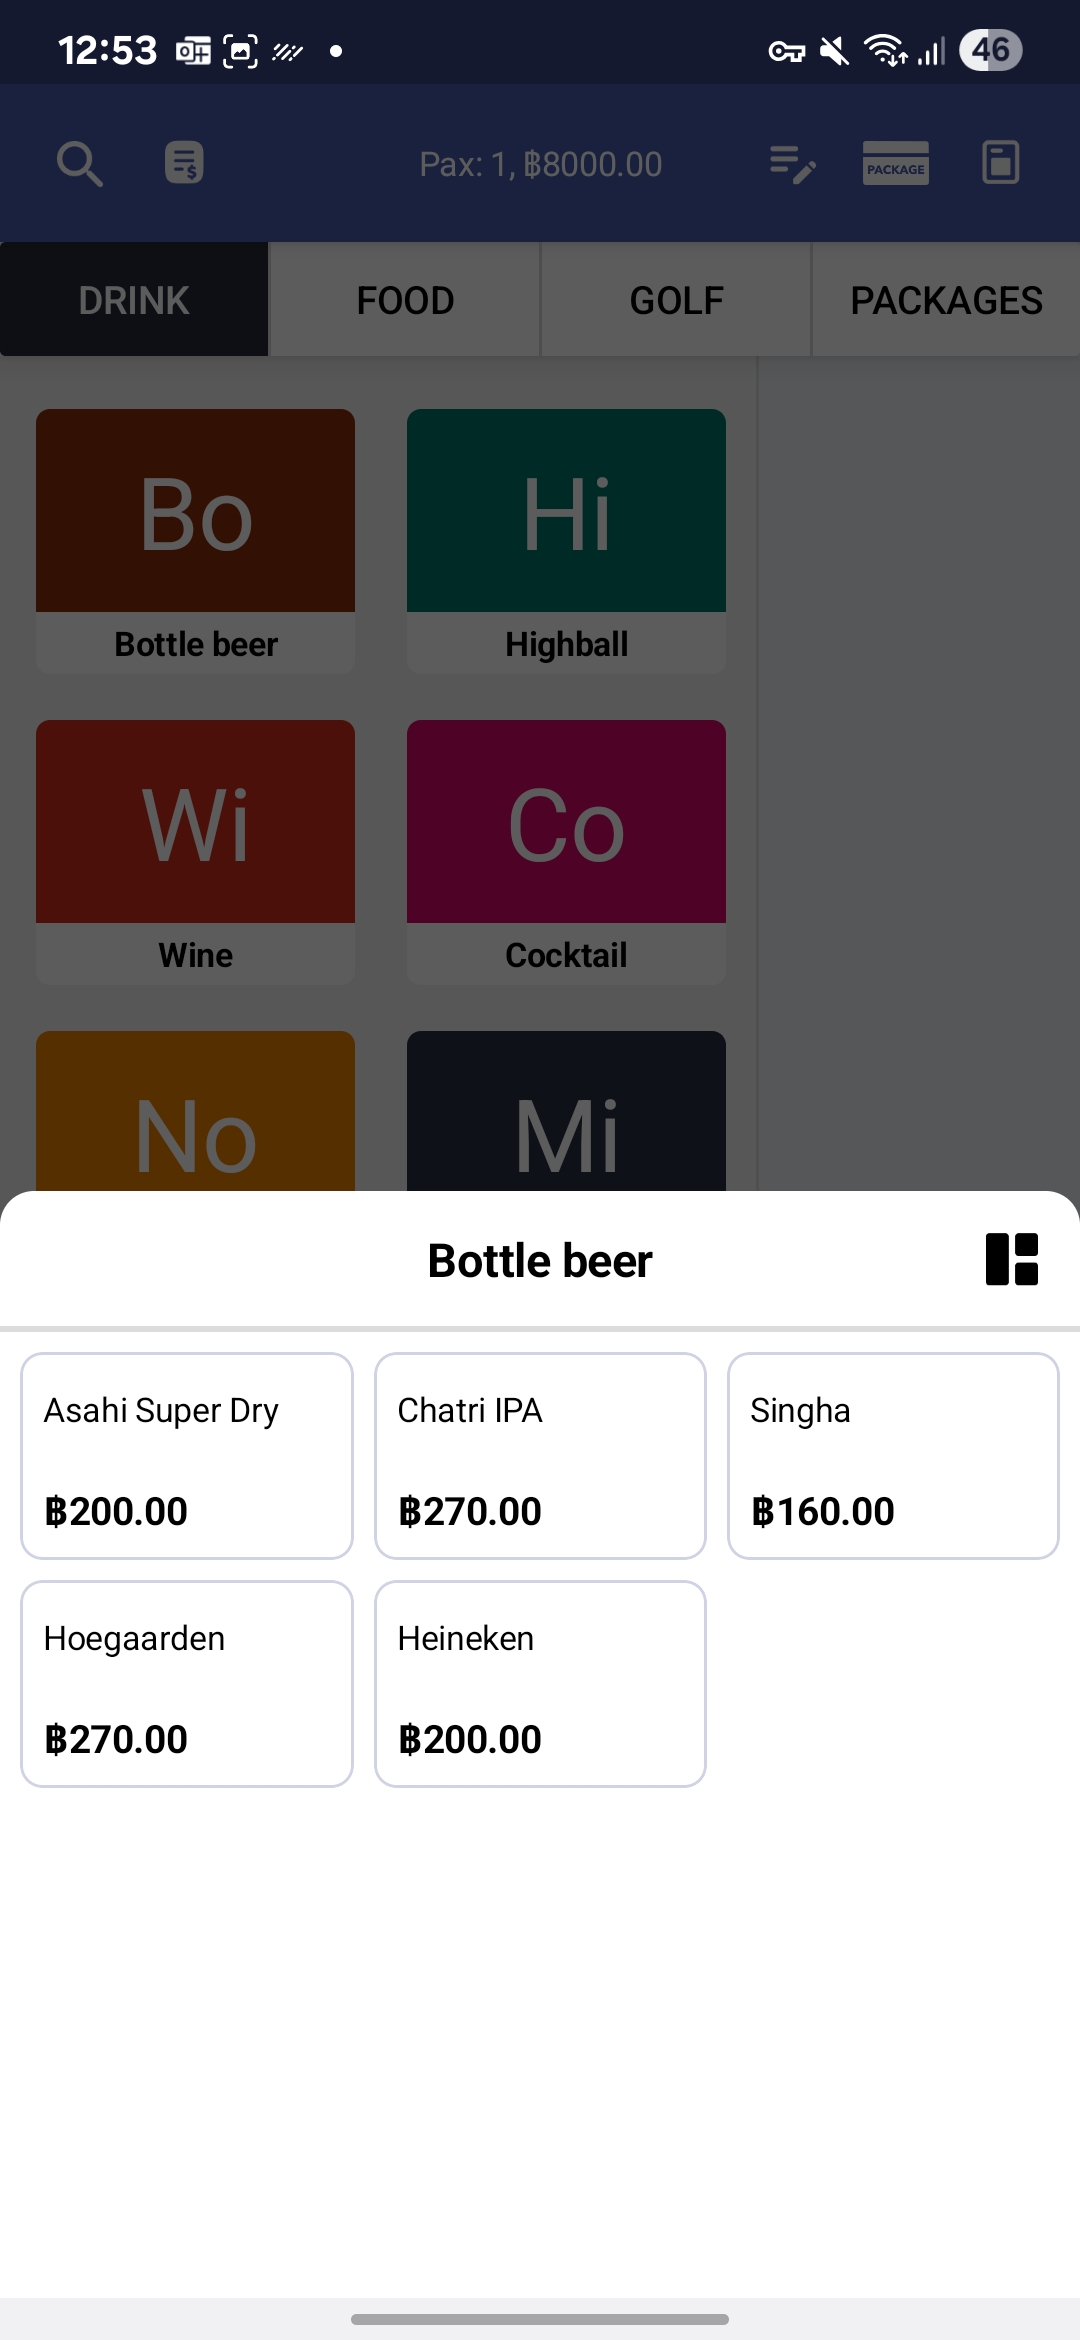 12:53
46
Pax: 1, ฿8000.00
PACKAGE
DRINK
FOOD
GOLF
PACKAGES
Bo
Hi
Bottle beer
Highball
Wi
Co
Wine
Cocktail
No
Mi
Bottle beer
Asahi Super Dry
Chatri IPA
Singha
฿200.00
฿270.00
฿160.00
Hoegaarden
Heineken
฿270.00
฿200.00